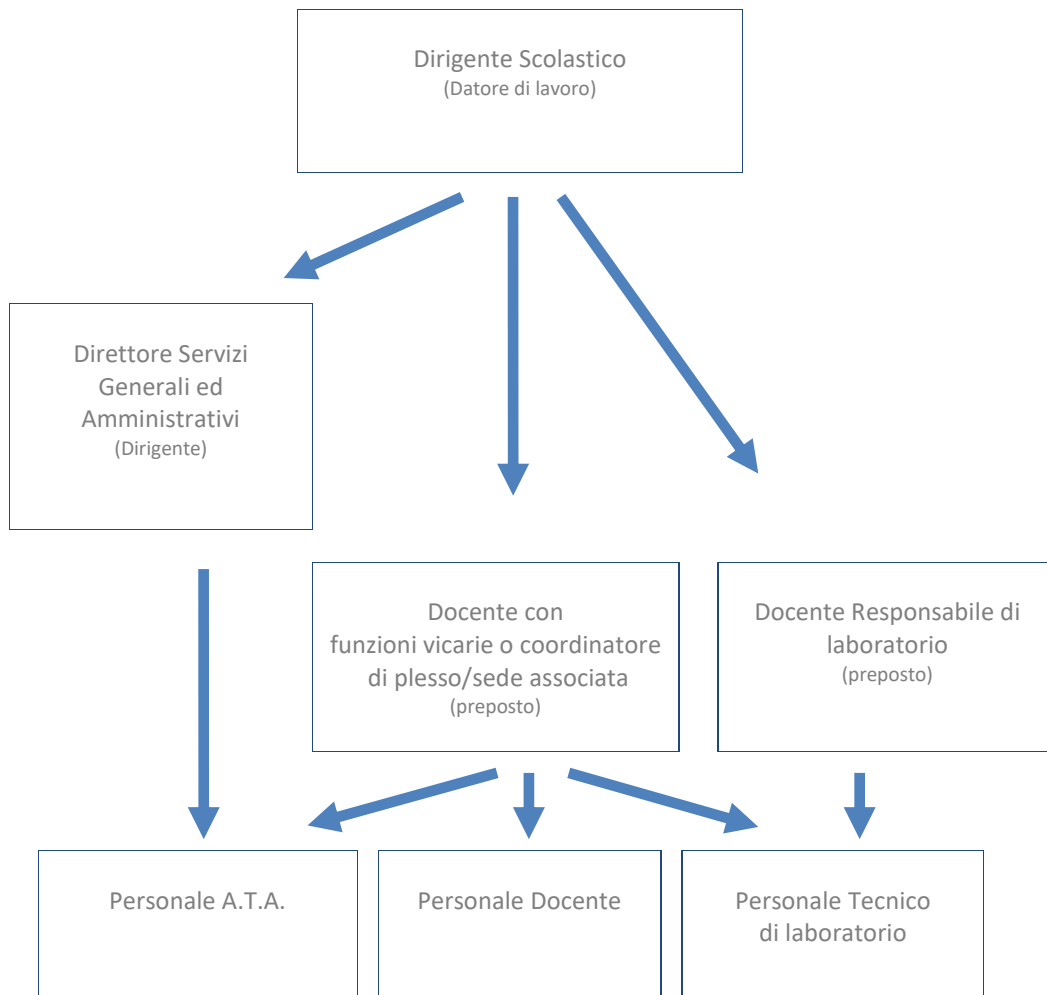 Dirigente Scolastico
(Datore di lavoro)
Direttore Servizi
Generali ed
Amministrativi
(Dirigente)
Docente con
funzioni vicarie o coordinatore
di plesso/sede associata
(preposto)
Docente Responsabile di
laboratorio
(preposto)
Personale A.T.A.
Personale Docente
Personale Tecnico
di laboratorio